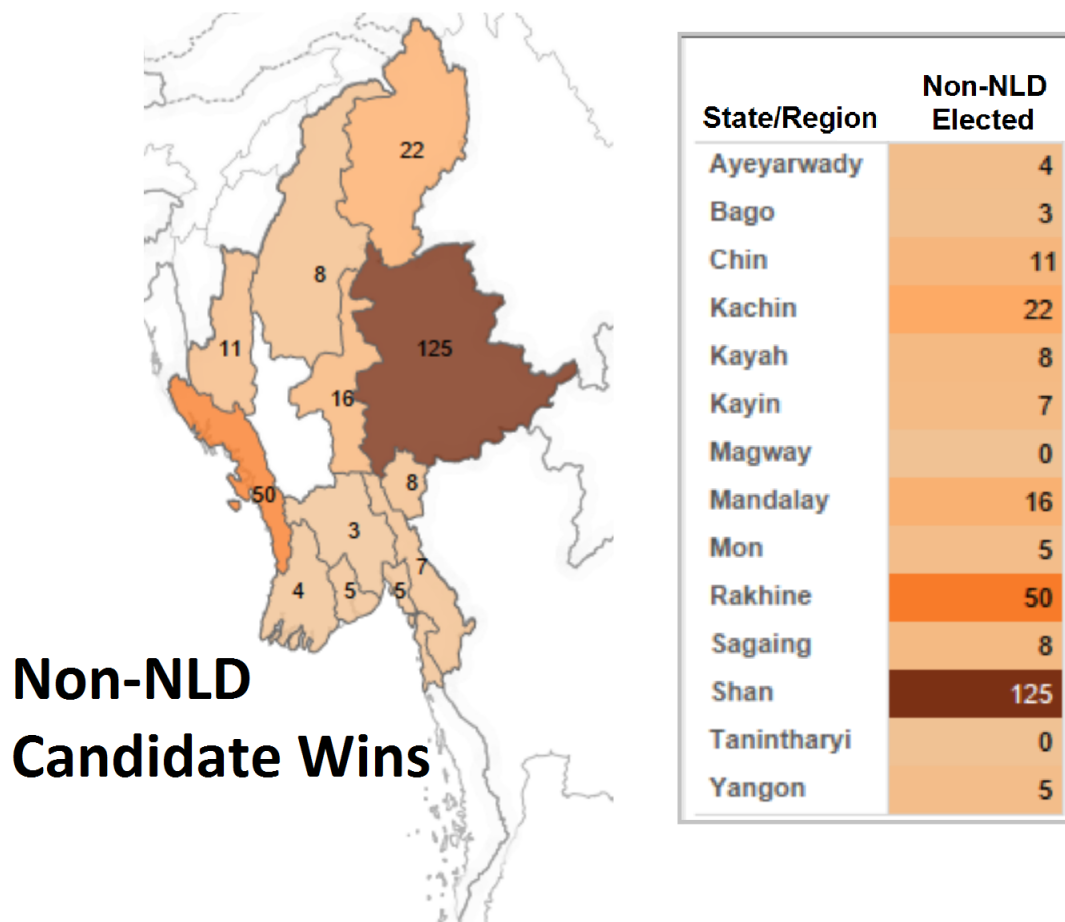 22
8
125
11
16
50
8
3
7
4
5
5
Non-NLD
Candidate Wins
State/Region Non-NLD Elected
Ayeyarwady 4
Bago 3
Chin 11
Kachin 22
Kayah 8
Kayin 7
Magway 0
Mandalay 16
Mon 5
Rakhine 50
Sagaing 8
Shan 125
Tanintharyi 0
Yangon 5